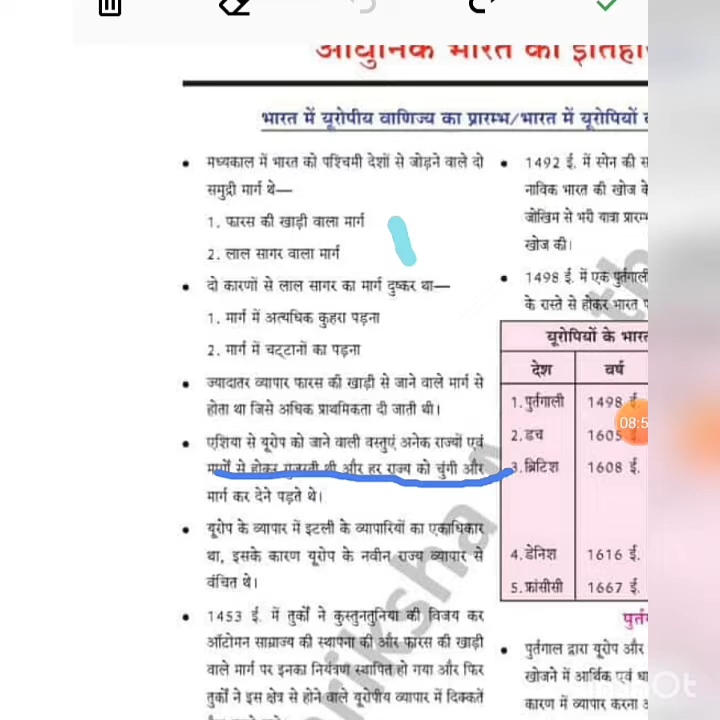 आधुनिक भारत का इतिहास
भारत में यूरोपीय वाणिज्य का प्रारम्भ/भारत में यूरोपियों
मध्यकाल में भारत को पश्चिमी देशों से जोड़ने वाले दो
समुद्री मार्ग थे—
1. फारस की खाड़ी वाला मार्ग
2. लाल सागर वाला मार्ग
दो कारणों से लाल सागर का मार्ग दुष्कर था—
1. मार्ग में अत्यधिक कुहरा पड़ना
2. मार्ग में चट्टानों का पड़ना
ज्यादातर व्यापार फारस की खाड़ी से जाने वाले मार्ग से
होता था जिसे अधिक प्राथमिकता दी जाती थी।
एशिया से यूरोप को जाने वाली वस्तुएं अनेक राज्यों एवं
मार्गों से होकर गुजरती थी और हर राज्य को चुंगी और
मार्ग कर देने पड़ते थे।
यूरोप के व्यापार में इटली के व्यापारियों का एकाधिकार
था, इसके कारण यूरोप के नवीन राज्य व्यापार से
वंचित थे।
1453 ई. में तुर्कों ने कुस्तुनतुनिया की विजय कर
ऑटोमन साम्राज्य की स्थापना की और फारस की खाड़ी
वाले मार्ग पर इनका नियंत्रण स्थापित हो गया और फिर
तुर्कों ने इस क्षेत्र से होने वाले यूरोपीय व्यापार में दिक्कतें
1492 ई. में स्पेन की
नाविक भारत की खोज
जोखिम से भरी यात्रा
खोज की।
1498 ई. में एक पुर्तगाली
के रास्ते से होकर भारत
यूरोपियों के
देश वर्ष
1. पुर्तगाली 1498 ई.
2. डच 1605
3. ब्रिटिश 1608 ई.
4. डेनिश 1616 ई.
5. फ्रांसीसी 1667 ई.
08:5
पुर्तगाल द्वारा यूरोप और
खोजने में आर्थिक एवं
कारण में व्यापार करना